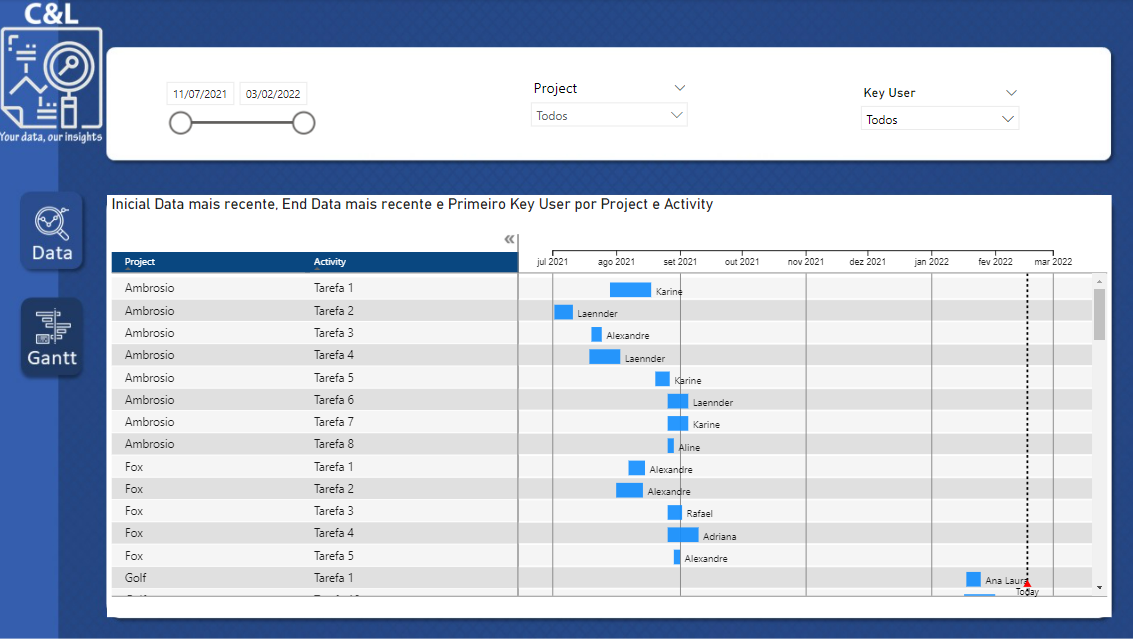 C&L
Your data, our insights
11/07/2021 03/02/2022
Project
Todos
Key User
Todos
Data
Gantt
Inicial Data mais recente, End Data mais recente e Primeiro Key User por Project e Activity
jul 2021 ago 2021 set 2021 out 2021 nov 2021 dez 2021 jan 2022 fev 2022 mar 2022
Project Activity
Ambrosio Tarefa 1 Karine
Ambrosio Tarefa 2 Laennder
Ambrosio Tarefa 3 Alexandre
Ambrosio Tarefa 4 Laennder
Ambrosio Tarefa 5 Karine
Ambrosio Tarefa 6 Laennder
Ambrosio Tarefa 7 Karine
Ambrosio Tarefa 8 Aline
Fox Tarefa 1 Alexandre
Fox Tarefa 2 Alexandre
Fox Tarefa 3 Rafael
Fox Tarefa 4 Adriana
Fox Tarefa 5 Alexandre
Golf Tarefa 1 Ana Laura
Today